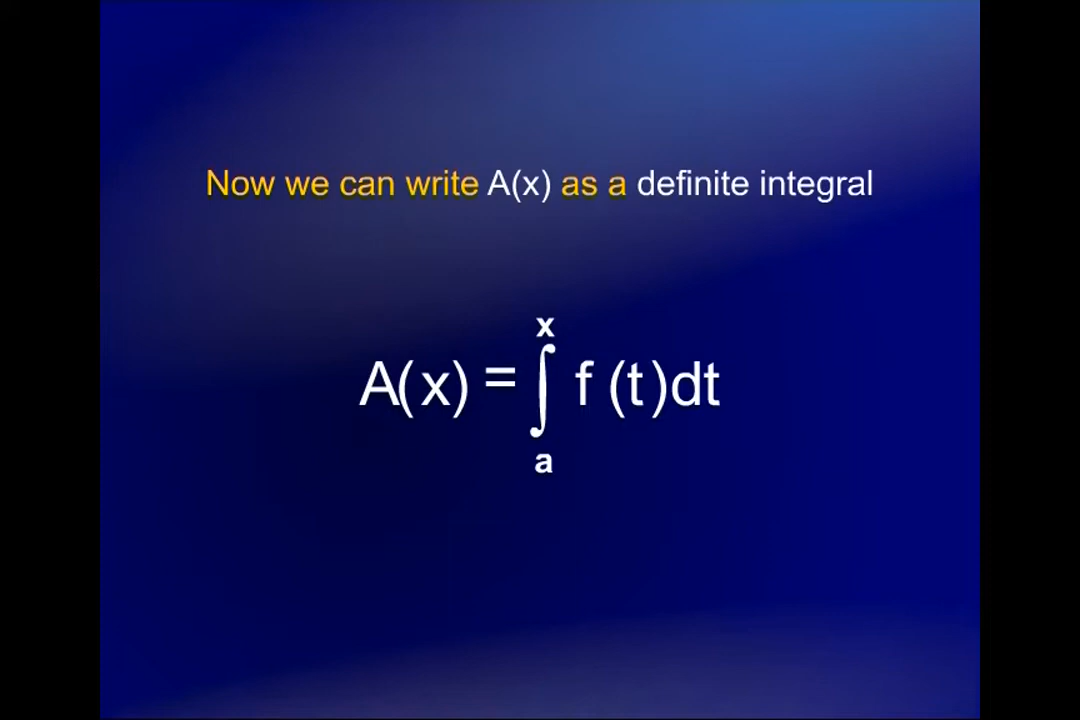 Now we can write A(x) as a definite integral
x
A(x) = ∫ f (t)dt
a